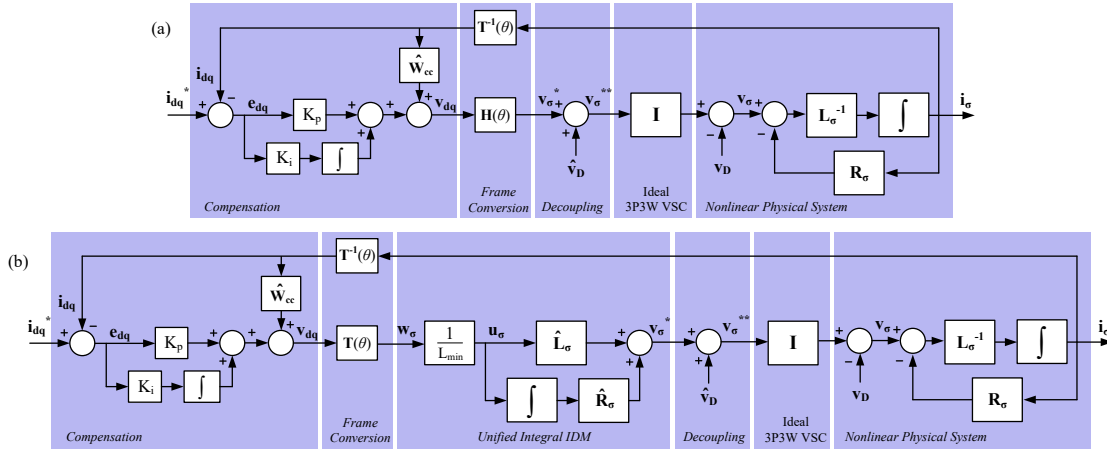 (a)
T⁻¹(θ)
Ŵcc
idq
idq*
+
−
edq
Kp
Ki
∫
+
+
+
+
vdq
H(θ)
vσ*
+
+
vσ**
v̂D
I
+
−
vD
vσ
+
−
Lσ⁻¹
∫
Rσ
iσ
Compensation
Frame
Conversion
Decoupling
Ideal
3P3W VSC
Nonlinear Physical System
(b)
T⁻¹(θ)
Ŵcc
idq
idq*
+
−
edq
Kp
Ki
∫
+
+
+
+
vdq
T(θ)
wσ
1
Lmin
uσ
L̂σ
∫
R̂σ
+
+
vσ*
+
+
vσ**
v̂D
I
+
−
vD
vσ
+
−
Lσ⁻¹
∫
Rσ
iσ
Compensation
Frame
Conversion
Unified Integral IDM
Decoupling
Ideal
3P3W VSC
Nonlinear Physical System